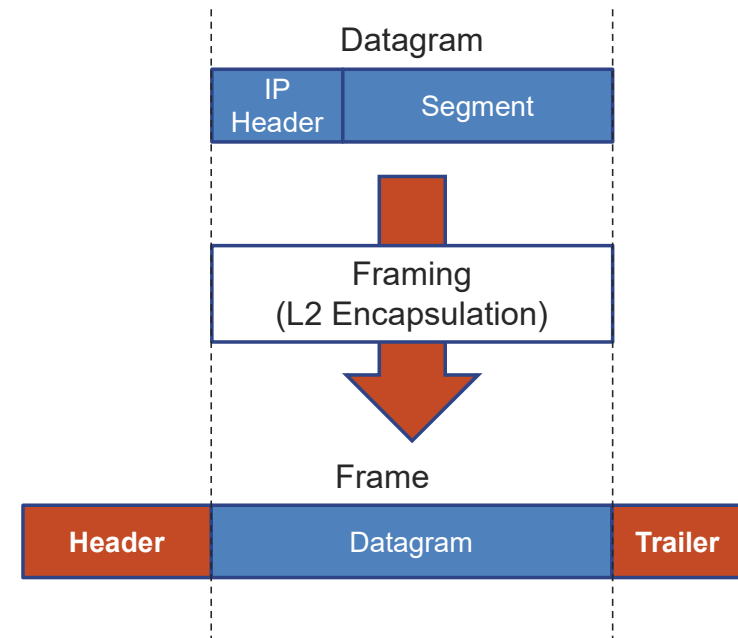 Datagram
IP
Header
Segment
Framing
(L2 Encapsulation)
Frame
Header
Datagram
Trailer